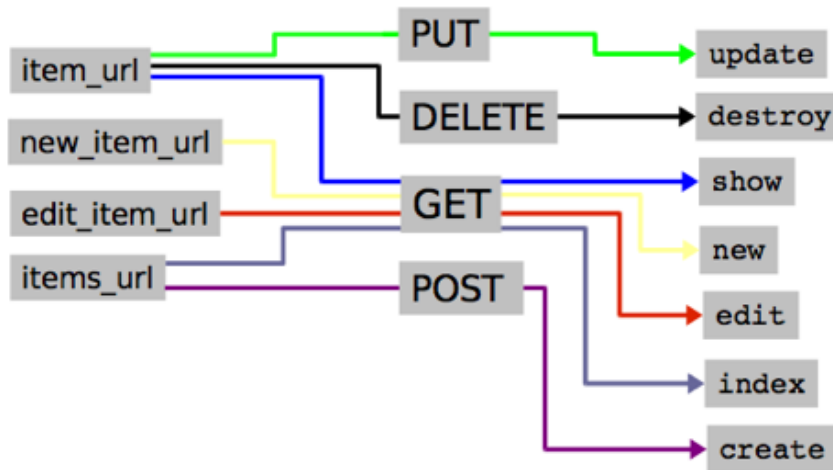 item_url
new_item_url
edit_item_url
items_url
PUT
DELETE
GET
POST
update
destroy
show
new
edit
index
create